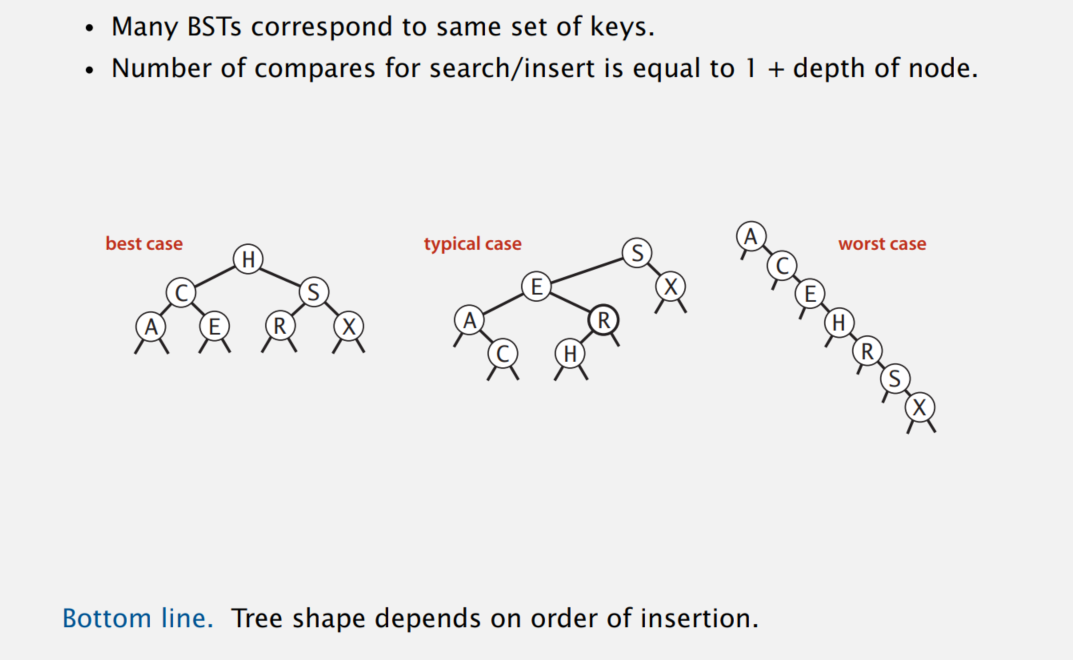 • Many BSTs correspond to same set of keys.
• Number of compares for search/insert is equal to 1 + depth of node.
best case
H
C S
A E R X
typical case
S
E X
A R
C H
worst case
A
C
E
H
R
S
X
Bottom line. Tree shape depends on order of insertion.